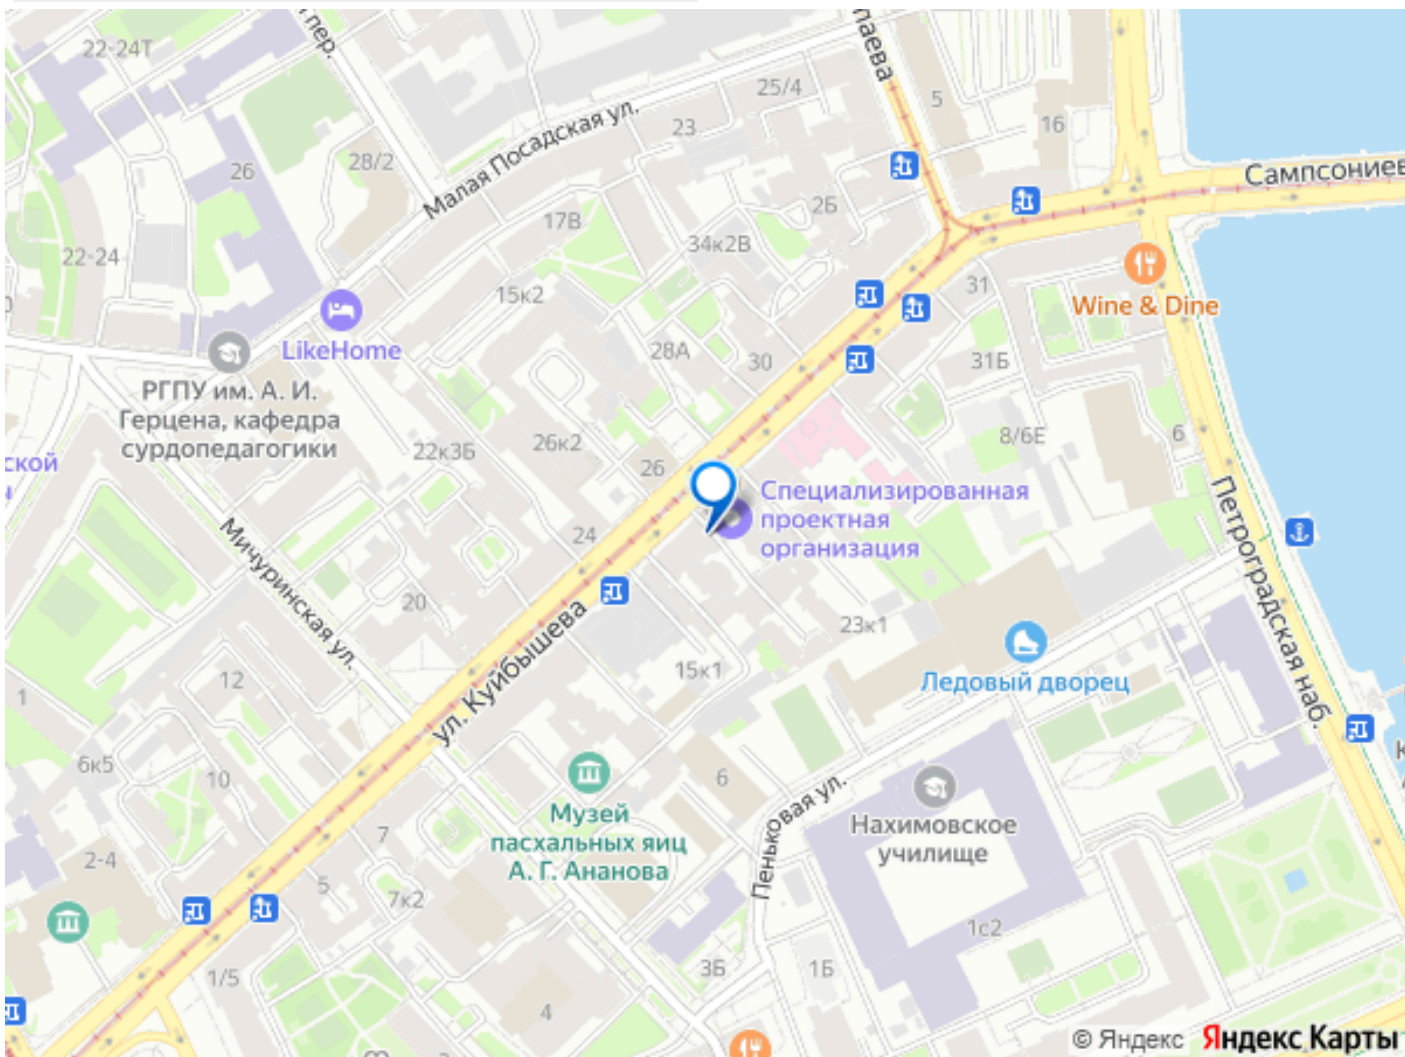 22-24Т
пер.
паева
25/4
5
23
16
28/2
26
Малая Посадская ул.
Сампсониев
2Б
17В
34к2В
22-24
31
15к2
Wine & Dine
LikeHome
28А
30
31Б
РГПУ им. А. И.
Герцена, кафедра
сурдопедагогики
22к3Б
26к2
8/6Е
6
ской
26
Специализированная
проектная
организация
24
Петроградская наб.
Мичуринская ул.
20
ул. Куйбышева
23к1
15к1
Ледовый дворец
12
1
6к5
10
6
Музей
пасхальных яиц
А. Г. Ананова
Пеньковая ул.
Нахимовское
училище
7
2-4
5
7к2
1с2
3Б
1Б
1/5
4
© Яндекс Яндекс Карты